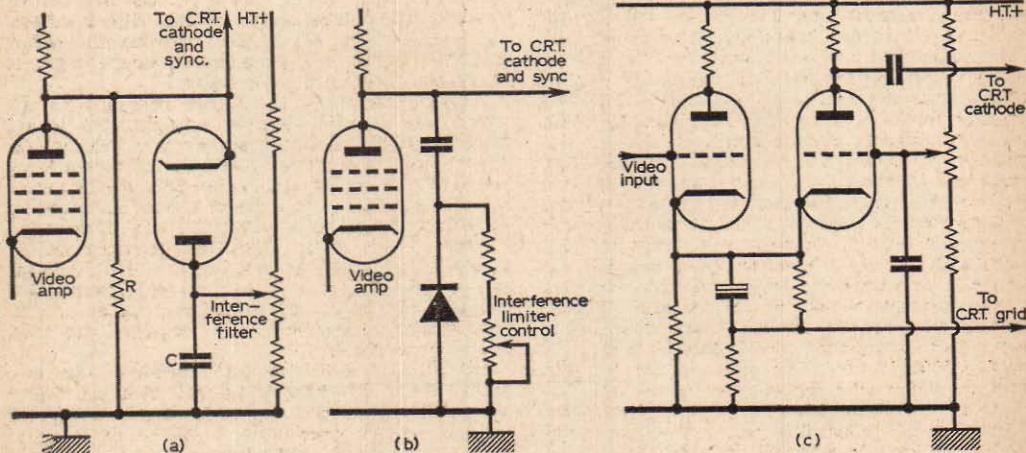 To C.R.T.
cathode
and
sync.
H.T.+
Video
amp
R
Inter-
ference
filter
C
(a)
To C.R.T.
cathode
and sync
Video
amp
Interference
limiter
control
(b)
H.T.+
To
C.R.T.
cathode
Video
input
To
C.R.T. grid
(c)